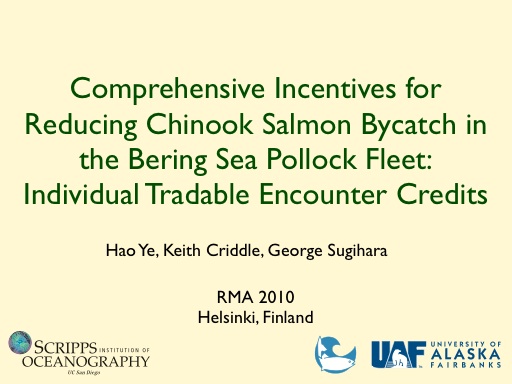 Comprehensive Incentives for
Reducing Chinook Salmon Bycatch in
the Bering Sea Pollock Fleet:
Individual Tradable Encounter Credits
Hao Ye, Keith Criddle, George Sugihara
RMA 2010
Helsinki, Finland
SCRIPPS INSTITUTION OF
OCEANOGRAPHY
UC San Diego
UAF UNIVERSITY OF
ALASKA
FAIRBANKS